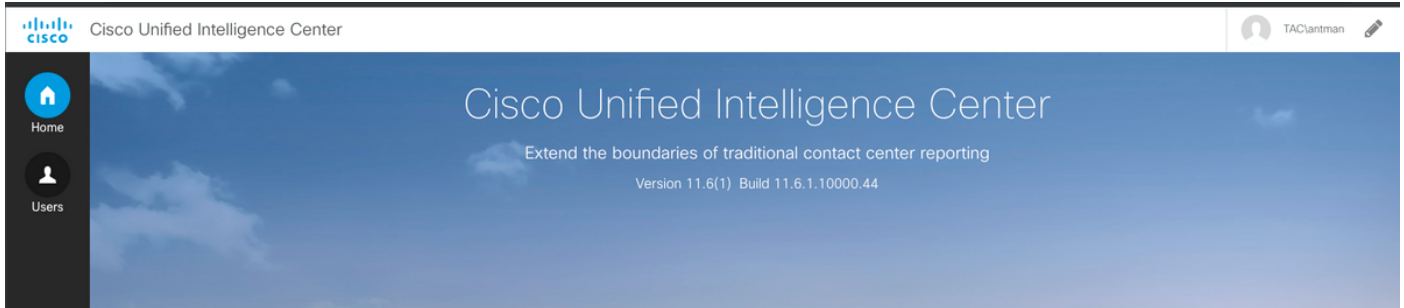 CISCO
Cisco Unified Intelligence Center
TAC\antman
Home
Users
Cisco Unified Intelligence Center
Extend the boundaries of traditional contact center reporting
Version 11.6(1) Build 11.6.1.10000.44